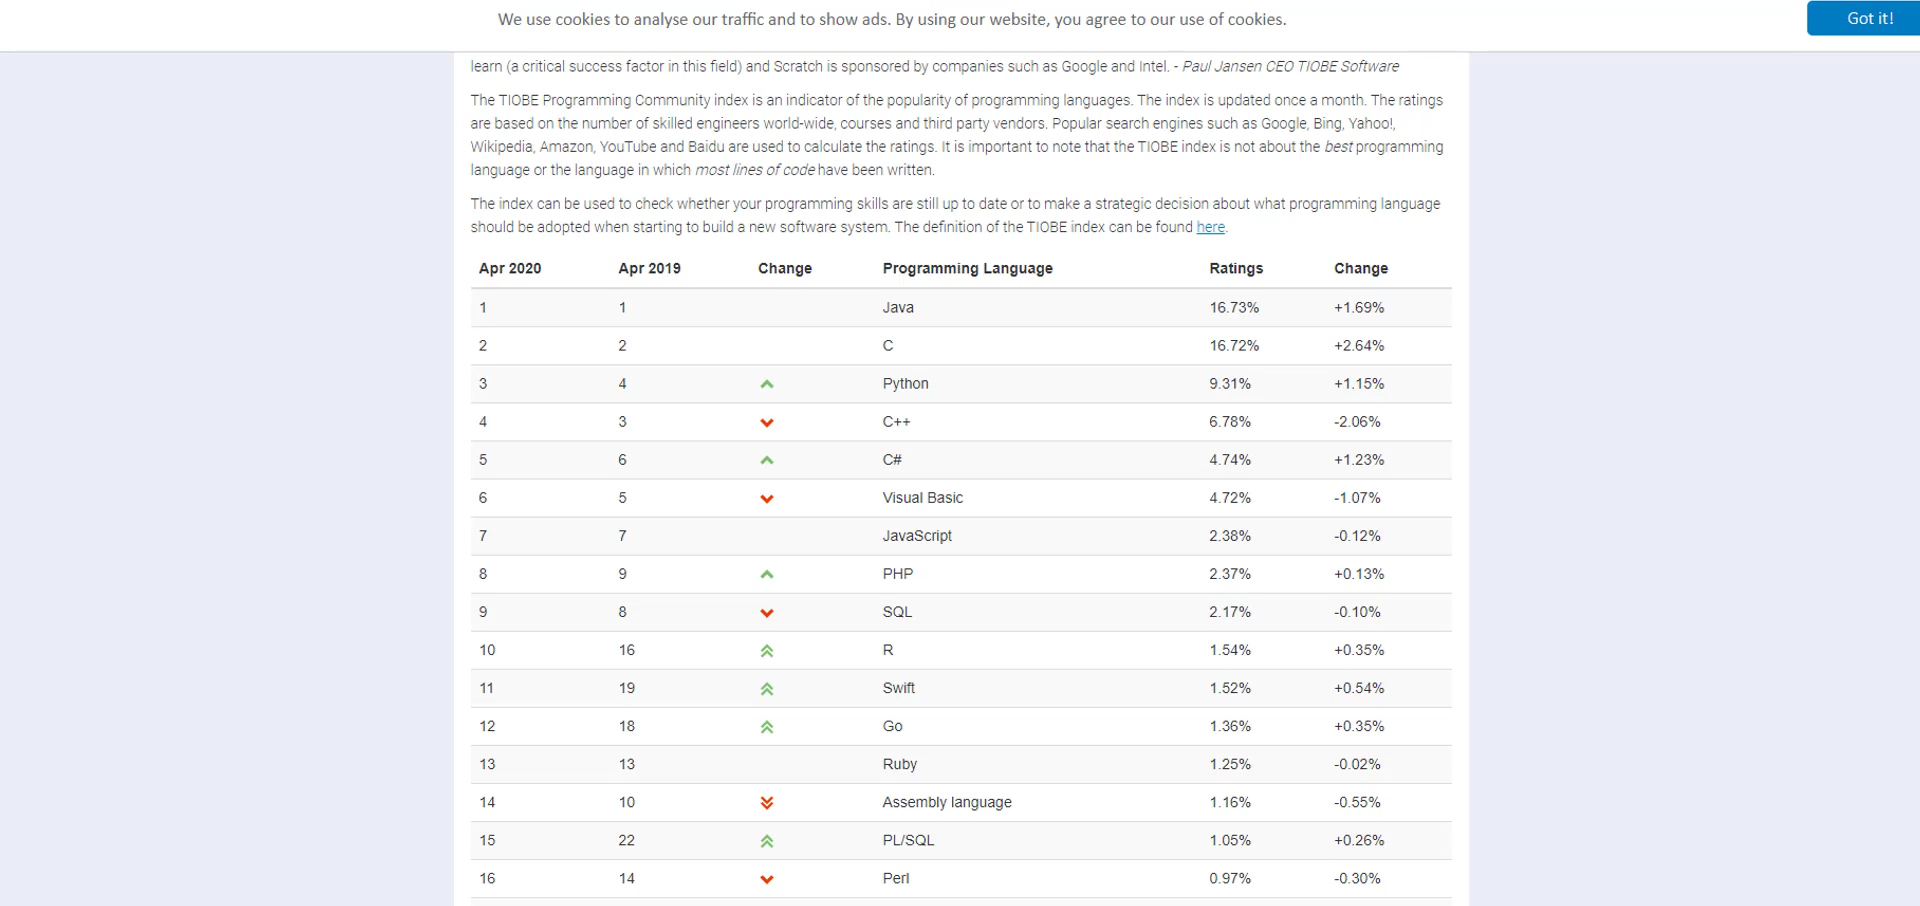 We use cookies to analyse our traffic and to show ads. By using our website, you agree to our use of cookies.
Got it!
learn (a critical success factor in this field) and Scratch is sponsored by companies such as Google and Intel. - Paul Jansen CEO TIOBE Software
The TIOBE Programming Community index is an indicator of the popularity of programming languages. The index is updated once a month. The ratings
are based on the number of skilled engineers world-wide, courses and third party vendors. Popular search engines such as Google, Bing, Yahoo!,
Wikipedia, Amazon, YouTube and Baidu are used to calculate the ratings. It is important to note that the TIOBE index is not about the best programming
language or the language in which most lines of code have been written.
The index can be used to check whether your programming skills are still up to date or to make a strategic decision about what programming language
should be adopted when starting to build a new software system. The definition of the TIOBE index can be found here.
Apr 2020 Apr 2019 Change Programming Language Ratings Change
1 1 Java 16.73% +1.69%
2 2 C 16.72% +2.64%
3 4 Python 9.31% +1.15%
4 3 C++ 6.78% -2.06%
5 6 C# 4.74% +1.23%
6 5 Visual Basic 4.72% -1.07%
7 7 JavaScript 2.38% -0.12%
8 9 PHP 2.37% +0.13%
9 8 SQL 2.17% -0.10%
10 16 R 1.54% +0.35%
11 19 Swift 1.52% +0.54%
12 18 Go 1.36% +0.35%
13 13 Ruby 1.25% -0.02%
14 10 Assembly language 1.16% -0.55%
15 22 PL/SQL 1.05% +0.26%
16 14 Perl 0.97% -0.30%